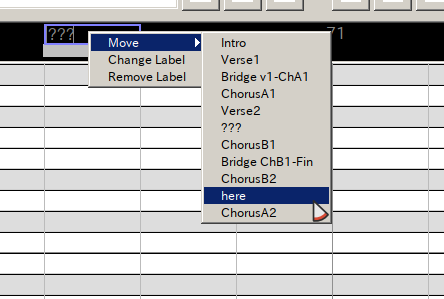 ???
71
Move
Change Label
Remove Label
Intro
Verse1
Bridge v1-ChA1
ChorusA1
Verse2
???
ChorusB1
Bridge ChB1-Fin
ChorusB2
here
ChorusA2